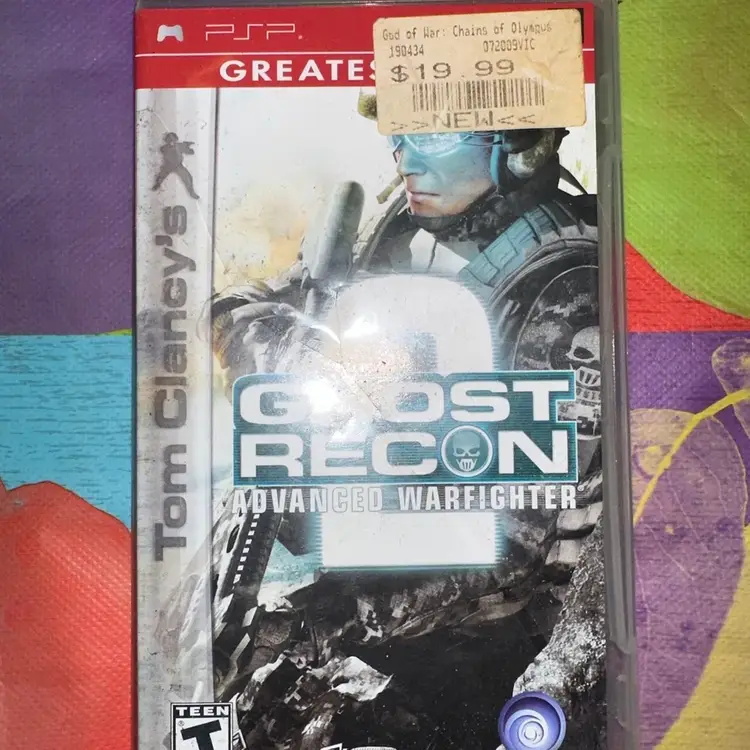 PSP
God of War: Chains of Olympus
190434 072009VIC
$19.99
>>NEW<<
GREATES
Tom Clancy's
2
GHOST
RECON
ADVANCED WARFIGHTER®
TEEN
T